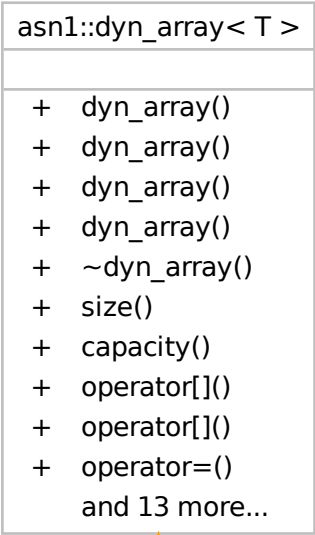 asn1::dyn_array< T >
+ dyn_array()
+ dyn_array()
+ dyn_array()
+ dyn_array()
+ ~dyn_array()
+ size()
+ capacity()
+ operator[]()
+ operator[]()
+ operator=()
and 13 more...